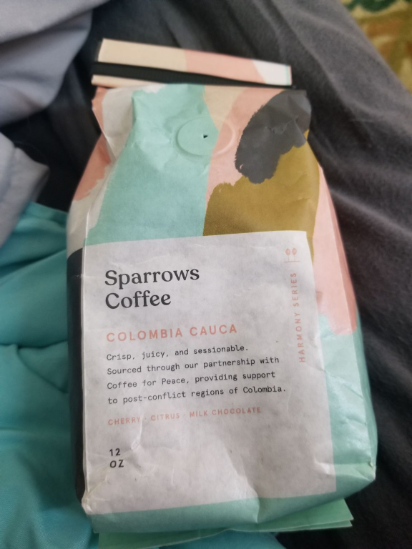 Sparrows
Coffee
COLOMBIA CAUCA
Crisp, juicy, and sessionable.
Sourced through our partnership with
Coffee for Peace, providing support
to post-conflict regions of Colombia.
CHERRY · CITRUS · MILK CHOCOLATE
12
OZ
HARMONY SERIES